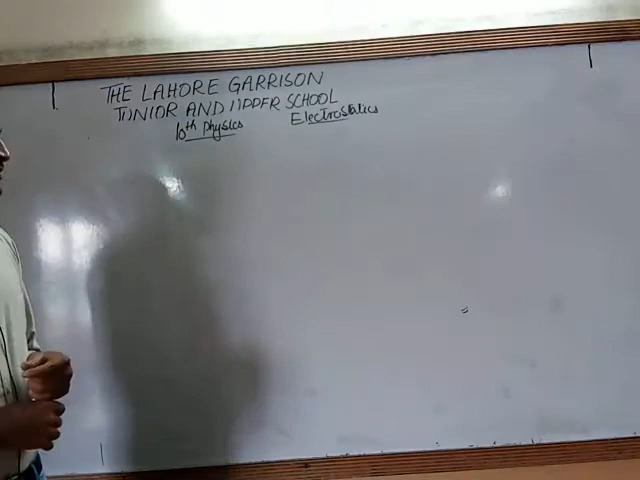 THE LAHORE GARRISON
JUNIOR AND UPPER SCHOOL
10th Physics Electrostatics